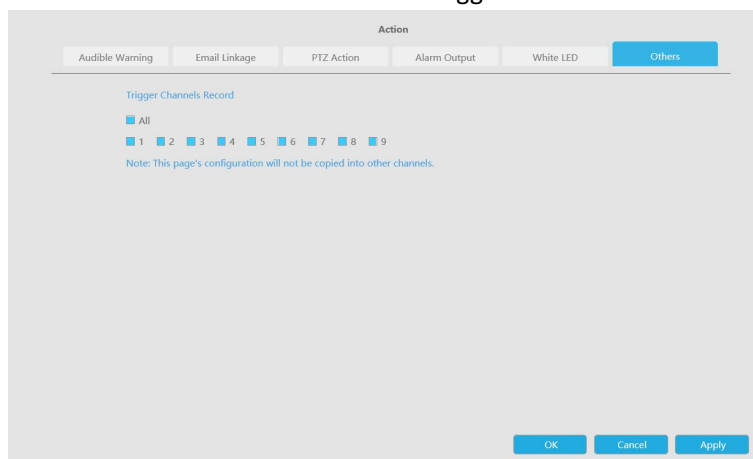 Action
Audible Warning Email Linkage PTZ Action Alarm Output White LED Others
Trigger Channels Record
All
1 2 3 4 5 6 7 8 9
Note: This page's configuration will not be copied into other channels.
OK Cancel Apply